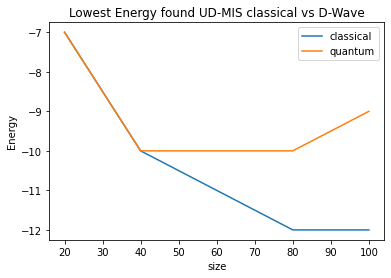 Lowest Energy found UD-MIS classical vs D-Wave
classical
quantum
Energy
−7
−8
−9
−10
−11
−12
20 30 40 50 60 70 80 90 100
size